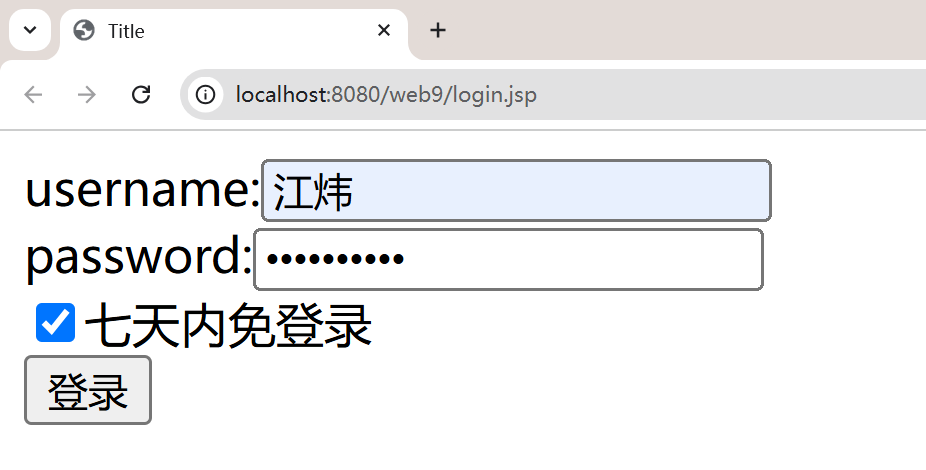 Title
localhost:8080/web9/login.jsp
username:江炜
password:••••••••••
七天内免登录
登录